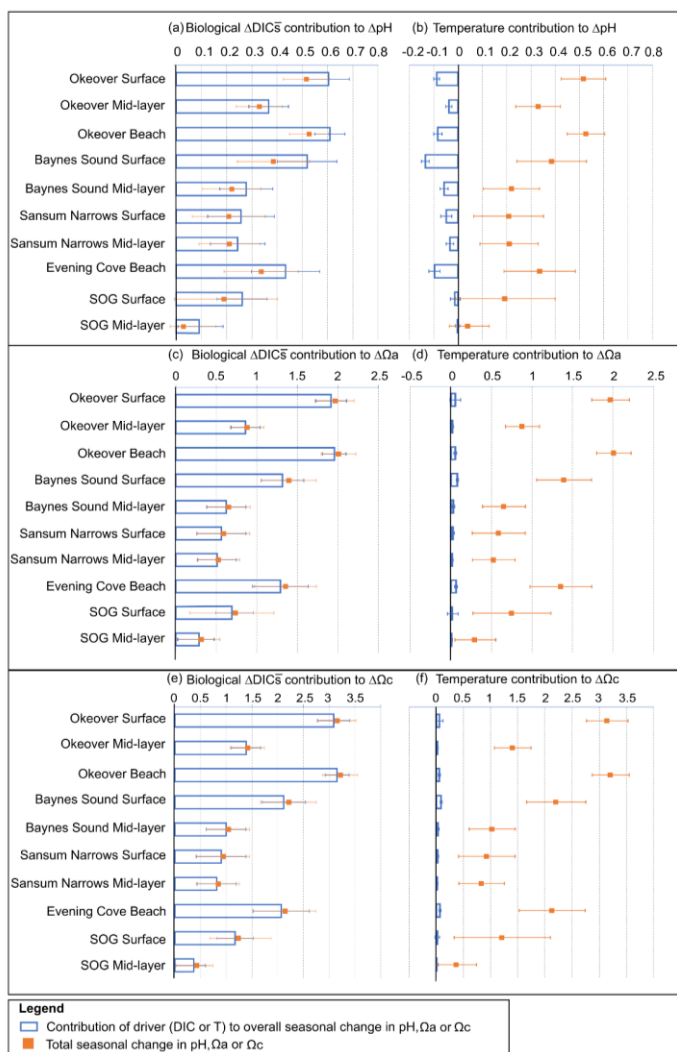 (a) Biological ΔDICs̅ contribution to ΔpH
(b) Temperature contribution to ΔpH
0 0.1 0.2 0.3 0.4 0.5 0.6 0.7 0.8
-0.2 -0.1 0 0.1 0.2 0.3 0.4 0.5 0.6 0.7 0.8
Okeover Surface
Okeover Mid-layer
Okeover Beach
Baynes Sound Surface
Baynes Sound Mid-layer
Sansum Narrows Surface
Sansum Narrows Mid-layer
Evening Cove Beach
SOG Surface
SOG Mid-layer
(c) Biological ΔDICs̅ contribution to ΔΩa
(d) Temperature contribution to ΔΩa
0 0.5 1 1.5 2 2.5
-0.5 0 0.5 1 1.5 2 2.5
Okeover Surface
Okeover Mid-layer
Okeover Beach
Baynes Sound Surface
Baynes Sound Mid-layer
Sansum Narrows Surface
Sansum Narrows Mid-layer
Evening Cove Beach
SOG Surface
SOG Mid-layer
(e) Biological ΔDICs̅ contribution to ΔΩc
(f) Temperature contribution to ΔΩc
0 0.5 1 1.5 2 2.5 3 3.5
0 0.5 1 1.5 2 2.5 3 3.5
Okeover Surface
Okeover Mid-layer
Okeover Beach
Baynes Sound Surface
Baynes Sound Mid-layer
Sansum Narrows Surface
Sansum Narrows Mid-layer
Evening Cove Beach
SOG Surface
SOG Mid-layer
Legend
Contribution of driver (DIC or T) to overall seasonal change in pH,Ωa or Ωc
Total seasonal change in pH,Ωa or Ωc